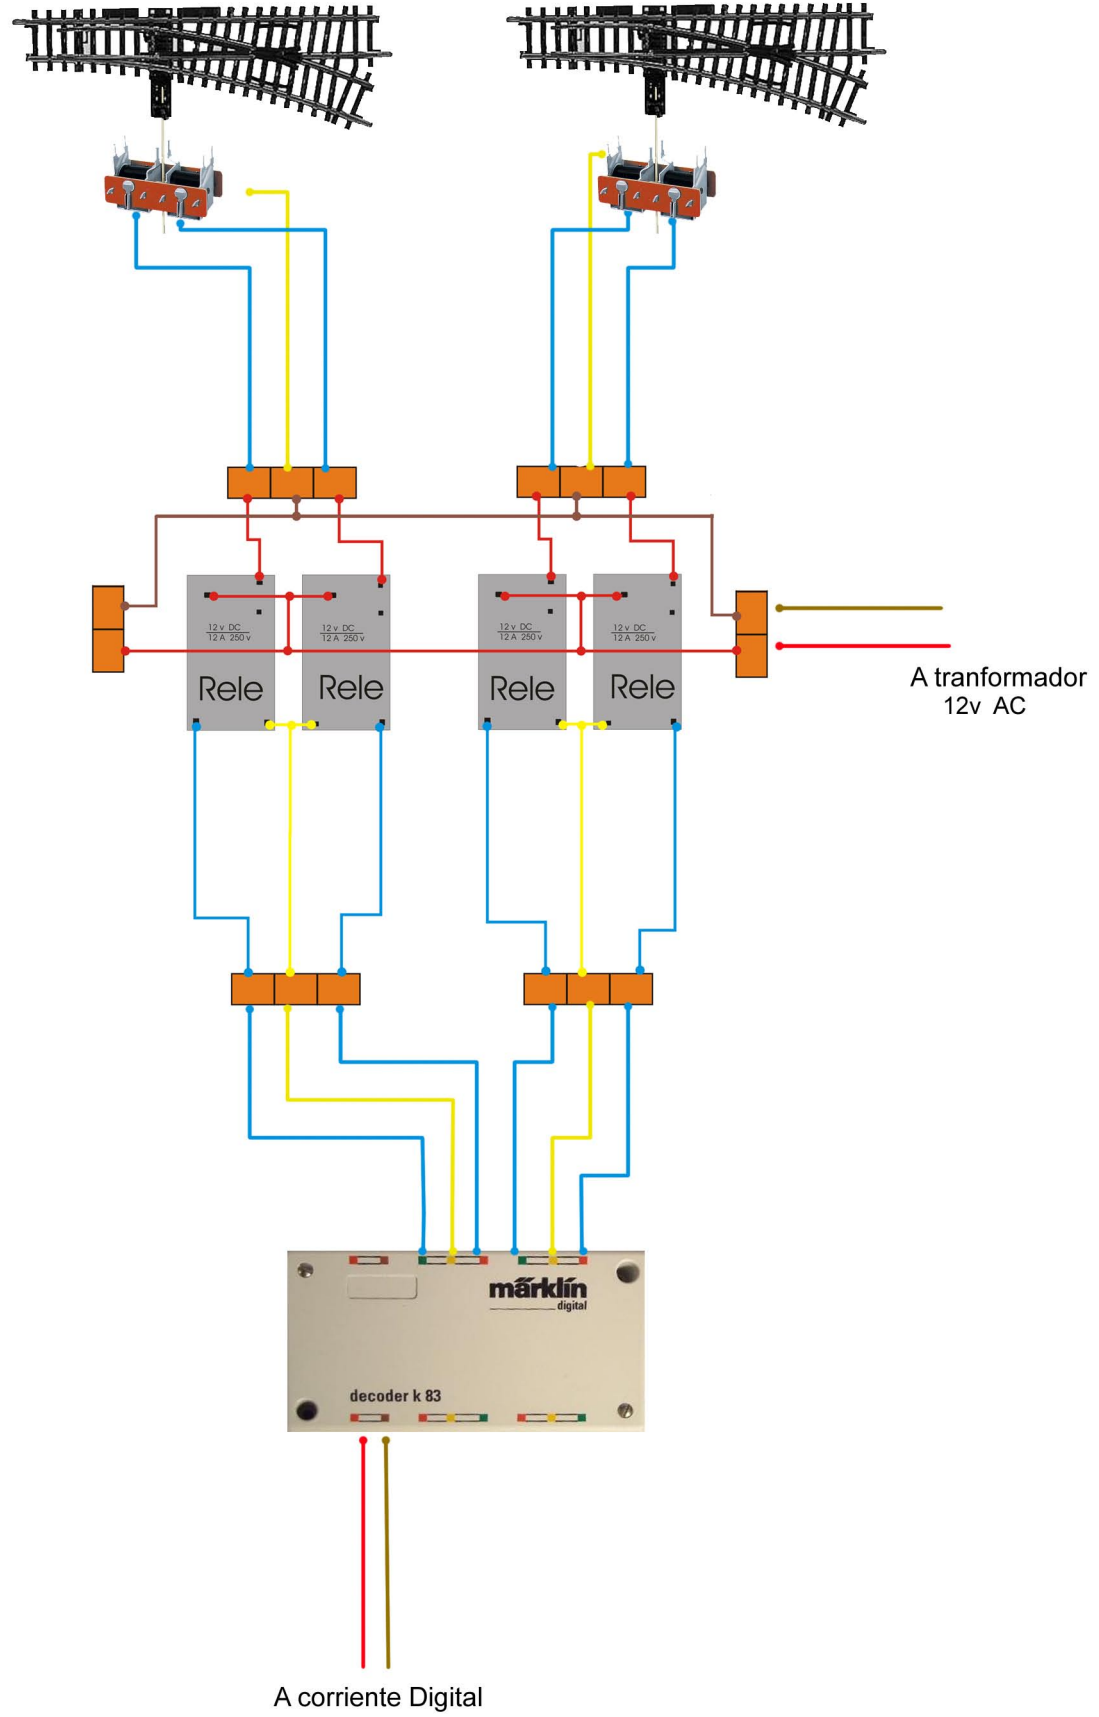 12 v DC
12 A 250 v
12 v DC
12 A 250 v
12 v DC
12 A 250 v
12 v DC
12 A 250 v
Rele
Rele
Rele
Rele
A tranformador
12v AC
märklin
digital
decoder k 83
A corriente Digital